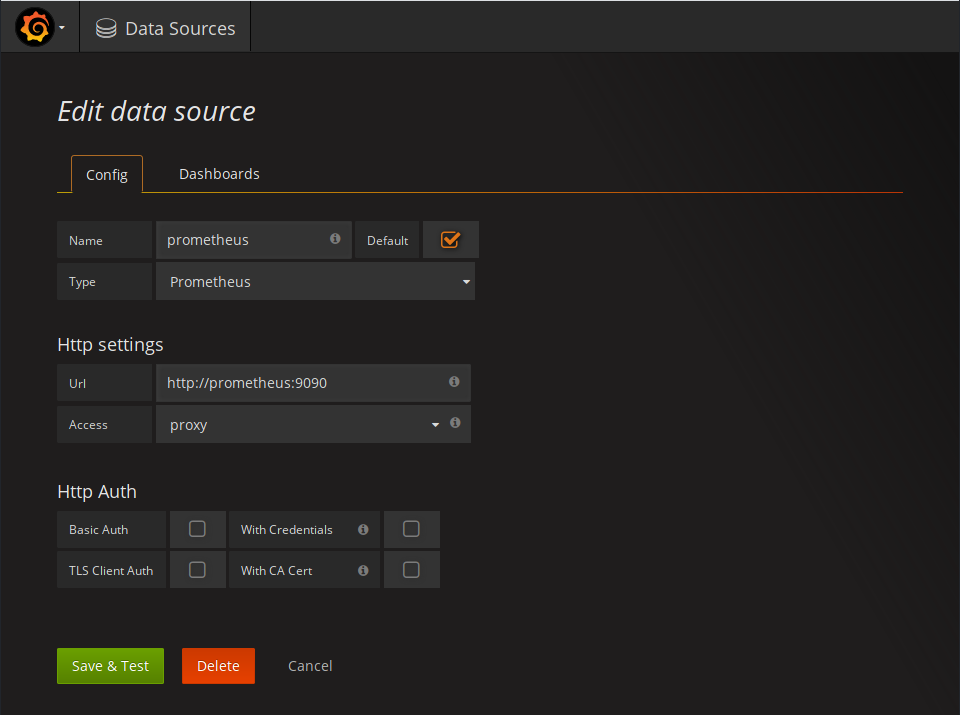 Data Sources
Edit data source
Config Dashboards
Name prometheus Default
Type Prometheus
Http settings
Url http://prometheus:9090
Access proxy
Http Auth
Basic Auth With Credentials
TLS Client Auth With CA Cert
Save & Test Delete Cancel